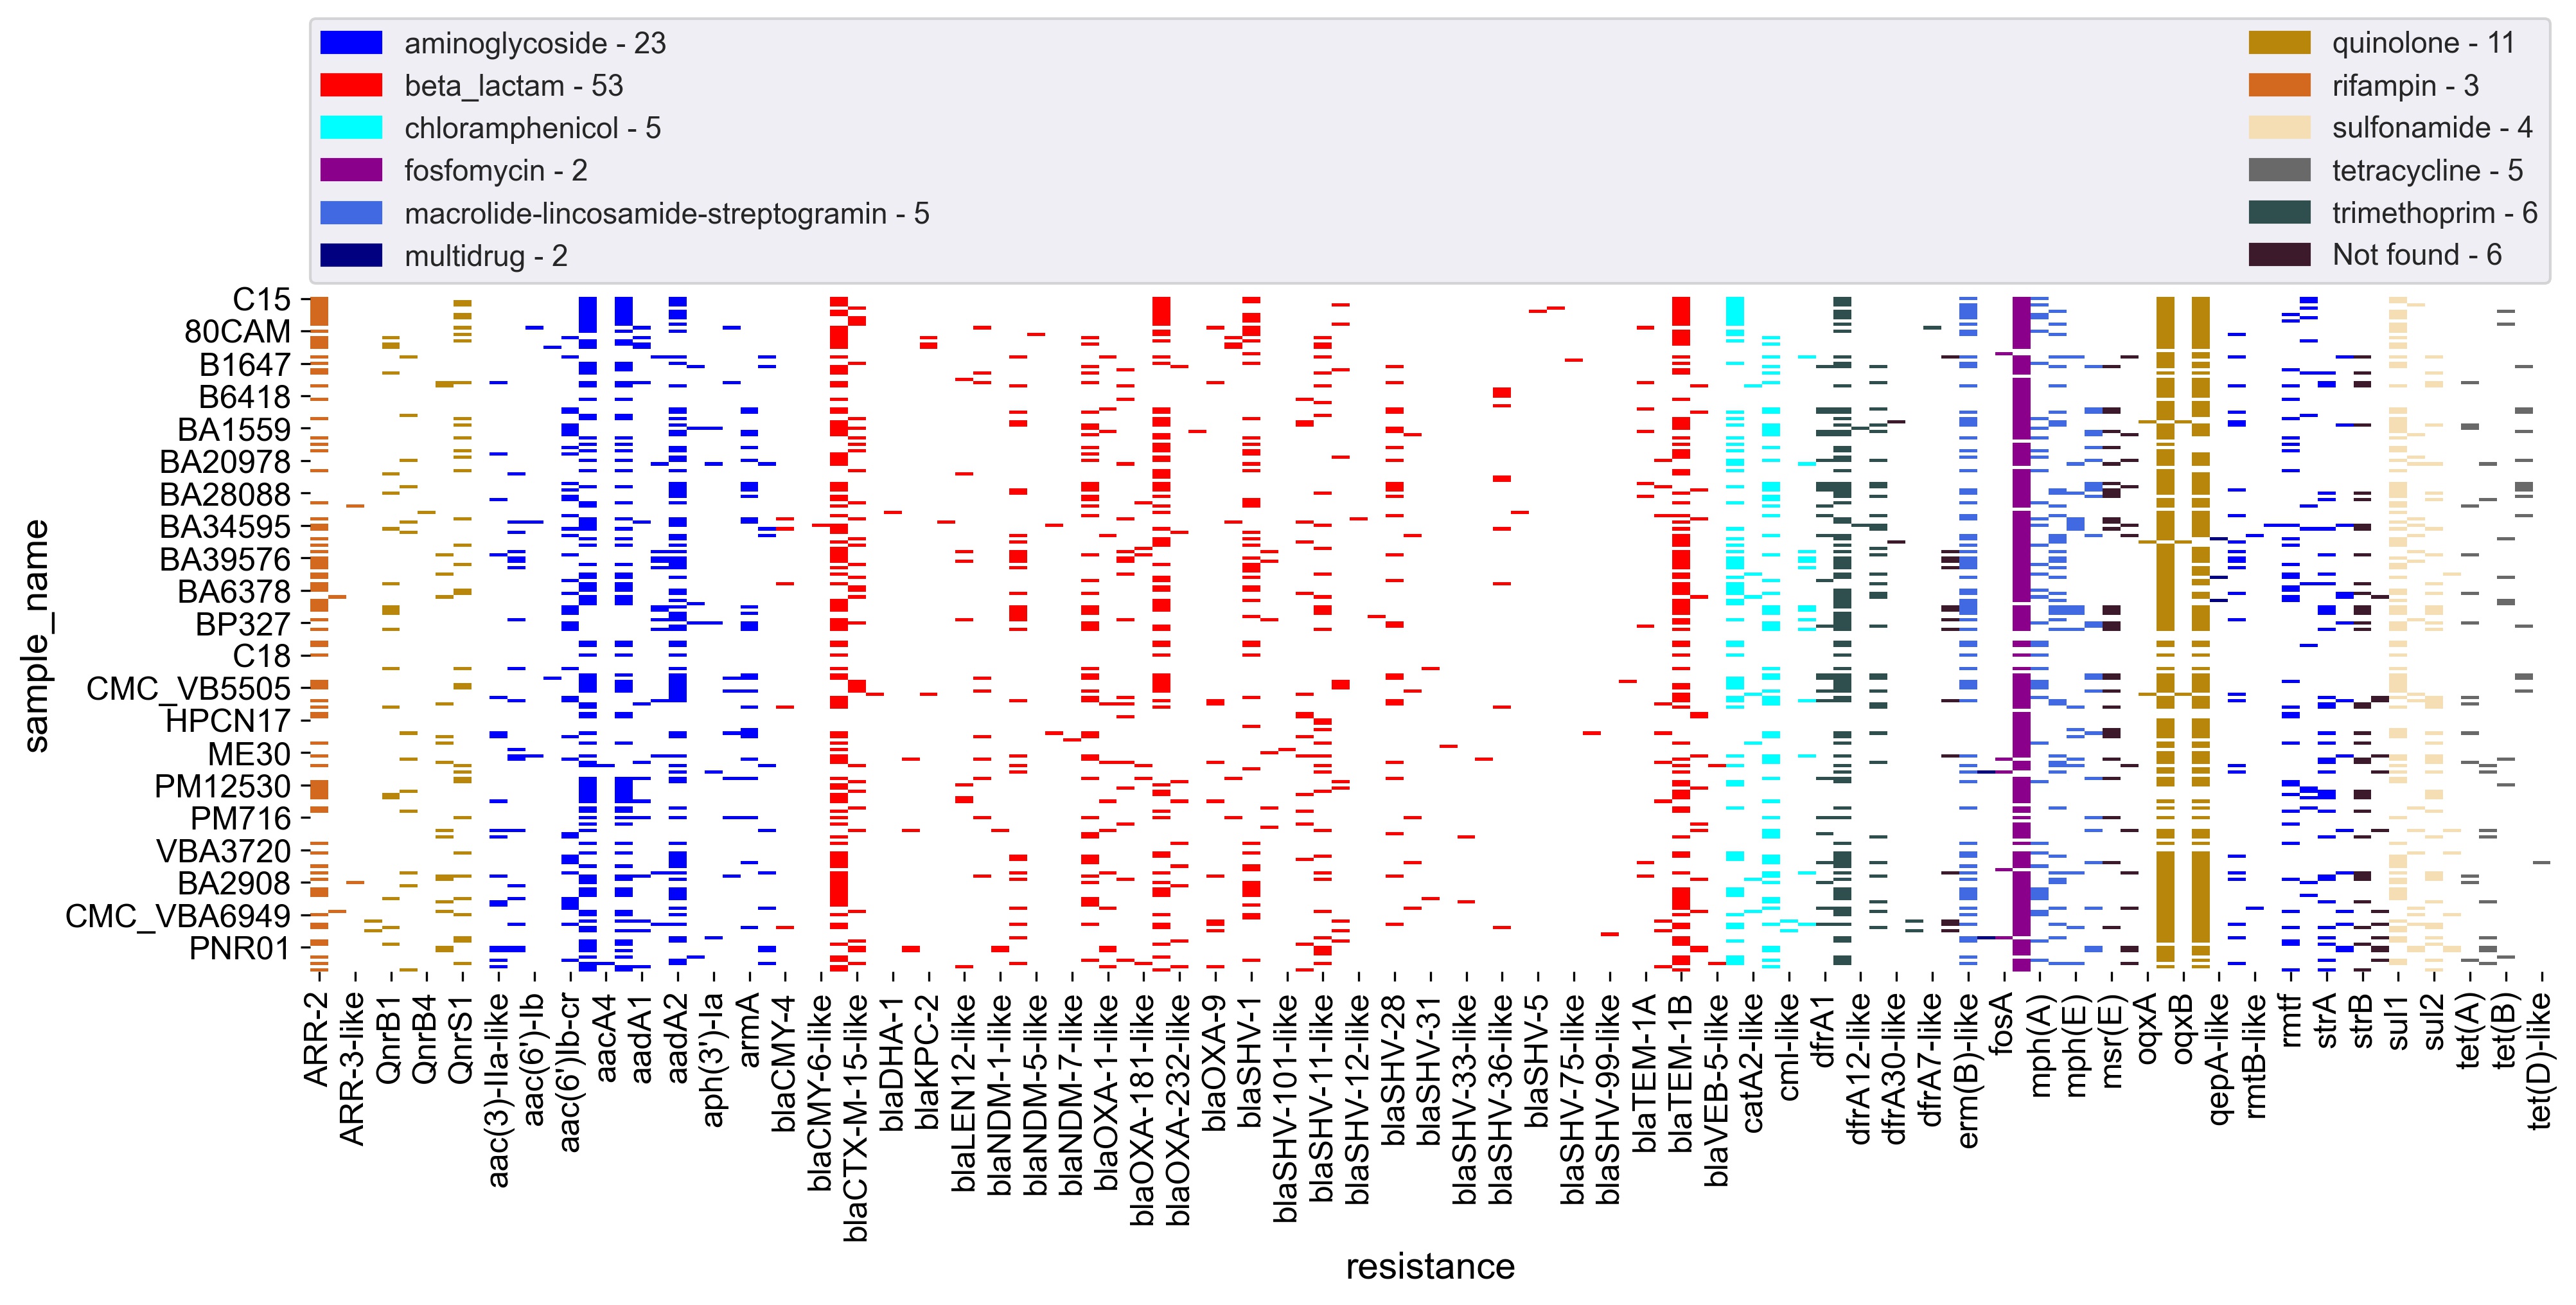 aminoglycoside - 23
beta_lactam - 53
chloramphenicol - 5
fosfomycin - 2
macrolide-lincosamide-streptogramin - 5
multidrug - 2
quinolone - 11
rifampin - 3
sulfonamide - 4
tetracycline - 5
trimethoprim - 6
Not found - 6
sample_name
C15
80CAM
B1647
B6418
BA1559
BA20978
BA28088
BA34595
BA39576
BA6378
BP327
C18
CMC_VB5505
HPCN17
ME30
PM12530
PM716
VBA3720
BA2908
CMC_VBA6949
PNR01
ARR-2
ARR-3-like
QnrB1
QnrB4
QnrS1
aac(3)-IIa-like
aac(6')-Ib
aac(6')Ib-cr
aacA4
aadA1
aadA2
aph(3')-Ia
armA
blaCMY-4
blaCMY-6-like
blaCTX-M-15-like
blaDHA-1
blaKPC-2
blaLEN12-like
blaNDM-1-like
blaNDM-5-like
blaNDM-7-like
blaOXA-1-like
blaOXA-181-like
blaOXA-232-like
blaOXA-9
blaSHV-1
blaSHV-101-like
blaSHV-11-like
blaSHV-12-like
blaSHV-28
blaSHV-31
blaSHV-33-like
blaSHV-36-like
blaSHV-5
blaSHV-75-like
blaSHV-99-like
blaTEM-1A
blaTEM-1B
blaVEB-5-like
catA2-like
cml-like
dfrA1
dfrA12-like
dfrA30-like
dfrA7-like
erm(B)-like
fosA
mph(A)
mph(E)
msr(E)
oqxA
oqxB
qepA-like
rmtB-like
rmtf
strA
strB
sul1
sul2
tet(A)
tet(B)
tet(D)-like
resistance